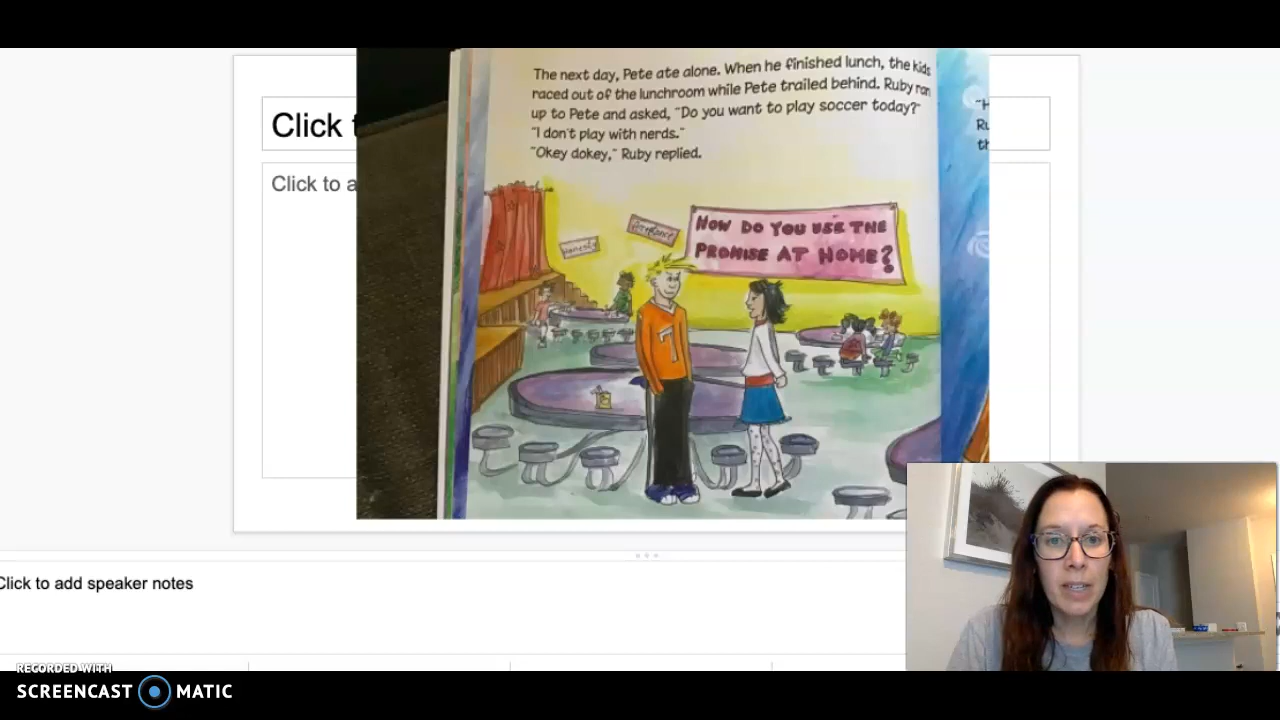 The next day, Pete ate alone. When he finished lunch, the kids
raced out of the lunchroom while Pete trailed behind. Ruby ran
up to Pete and asked, "Do you want to play soccer today?"
"I don't play with nerds."
"Okey dokey," Ruby replied.
Honesty
Acceptance
HOW DO YOU USE THE
PROMISE AT HOME?
Click
Click to a
Click to add speaker notes
RECORDED WITH
SCREENCAST MATIC